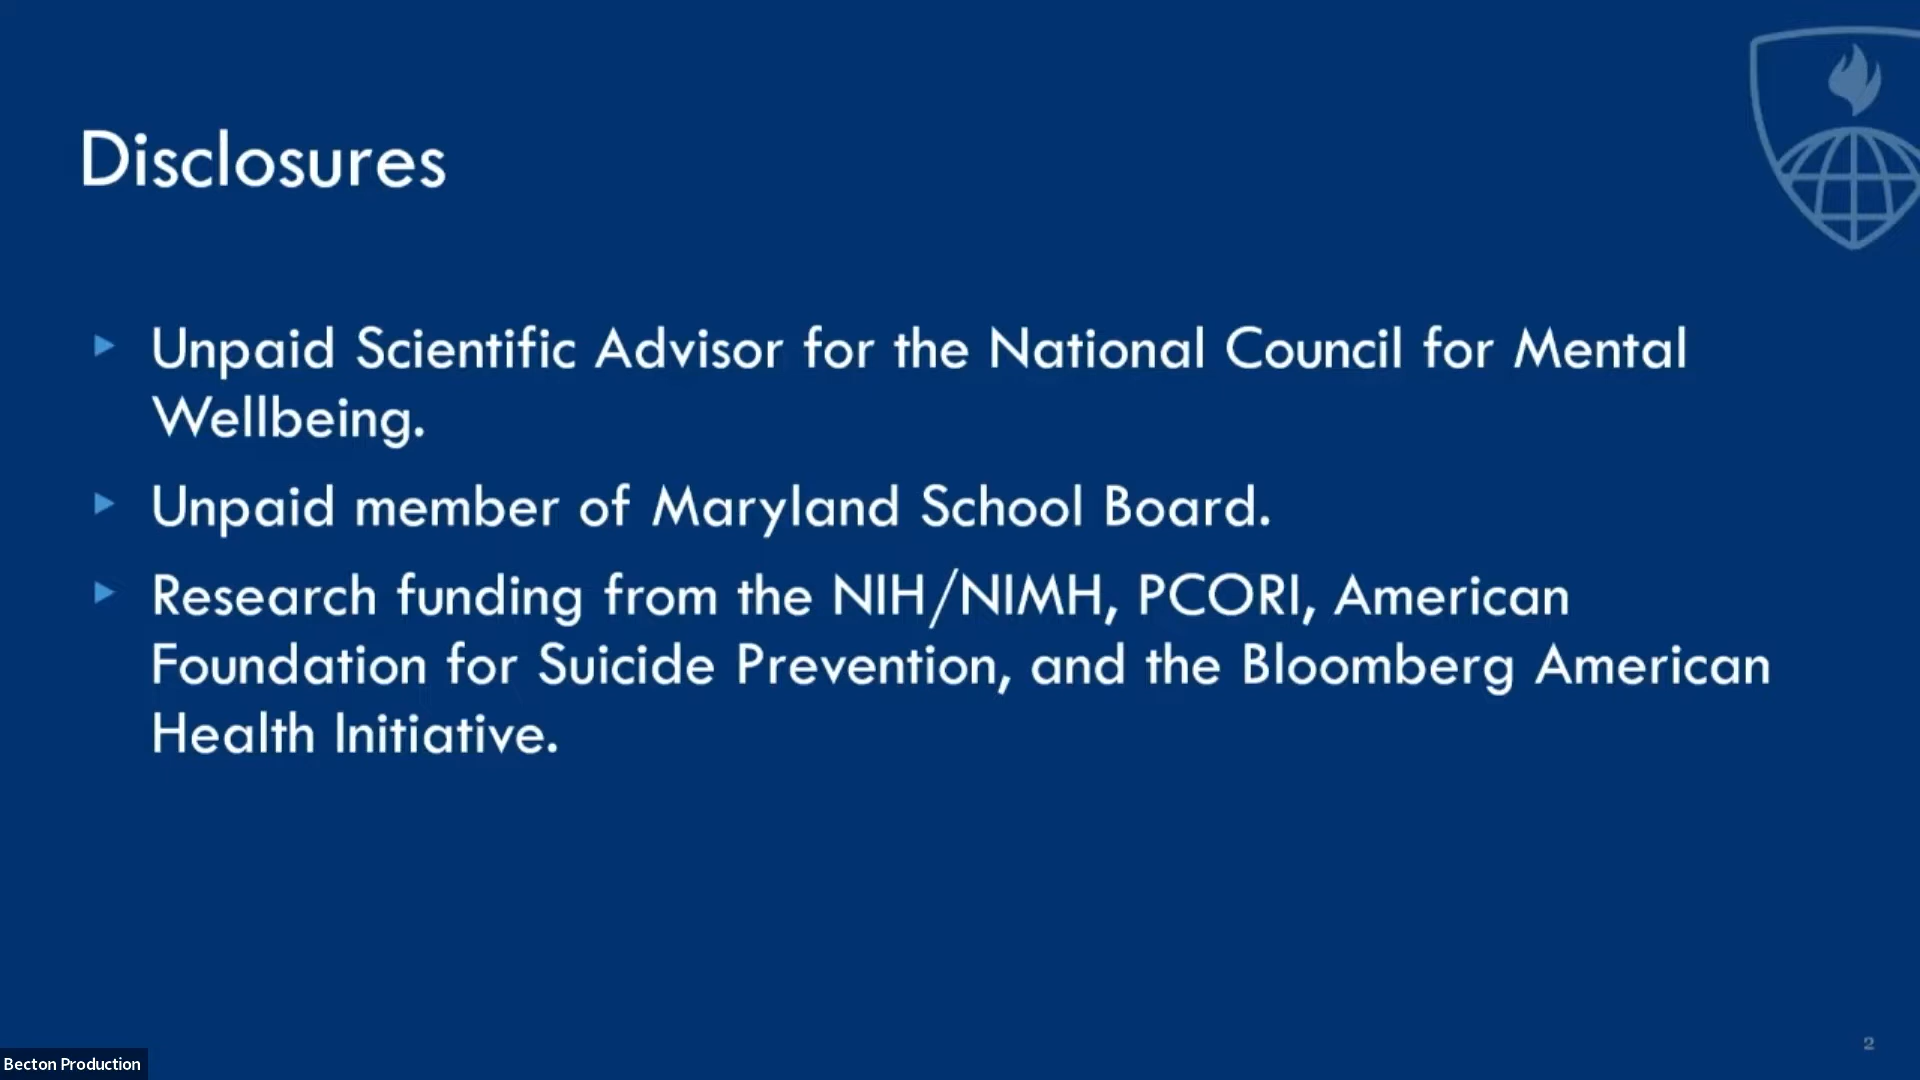 Disclosures
Unpaid Scientific Advisor for the National Council for Mental
Wellbeing.
Unpaid member of Maryland School Board.
Research funding from the NIH/NIMH, PCORI, American
Foundation for Suicide Prevention, and the Bloomberg American
Health Initiative.
2
Becton Production